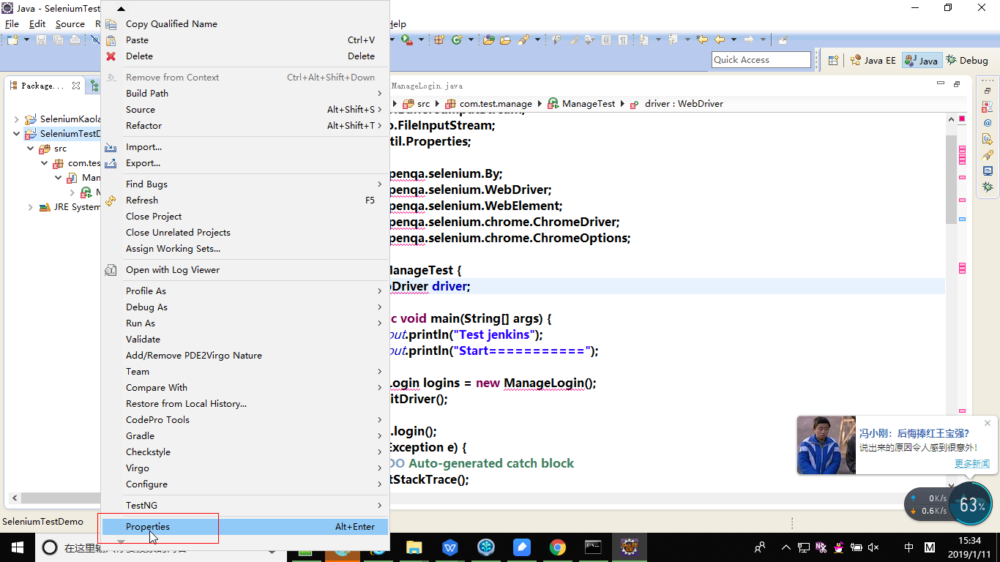 Java - SeleniumTest
File Edit Source R
Help
Quick Access
Java EE
Java
Debug
Package...
SeleniumKaola
SeleniumTestD
src
com.tes
Man
JRE System
SeleniumTestDemo
Copy Qualified Name
Paste Ctrl+V
Delete Delete
Remove from Context Ctrl+Alt+Shift+Down
Build Path
Source Alt+Shift+S
Refactor Alt+Shift+T
Import...
Export...
Find Bugs
Refresh F5
Close Project
Close Unrelated Projects
Assign Working Sets...
Open with Log Viewer
Profile As
Debug As
Run As
Validate
Add/Remove PDE2Virgo Nature
Team
Compare With
Restore from Local History...
CodePro Tools
Gradle
Checkstyle
Virgo
Configure
TestNG
Properties Alt+Enter
ManageLogin.java
src com.test.manage ManageTest driver : WebDriver
o.FileInputStream;
til.Properties;
penqa.selenium.By;
penqa.selenium.WebDriver;
penqa.selenium.WebElement;
penqa.selenium.chrome.ChromeDriver;
penqa.selenium.chrome.ChromeOptions;
ManageTest {
bDriver driver;
c void main(String[] args) {
out.println("Test jenkins");
out.println("Start===========");
Login logins = new ManageLogin();
itDriver();
.login();
Exception e) {
DO Auto-generated catch block
tStackTrace();
冯小刚：后悔捧红王宝强?
说出来的原因令人感到很意外！
更多新闻
0K/s
0.6K/s
63%
在这里输入
中 M
15:34
2019/1/11